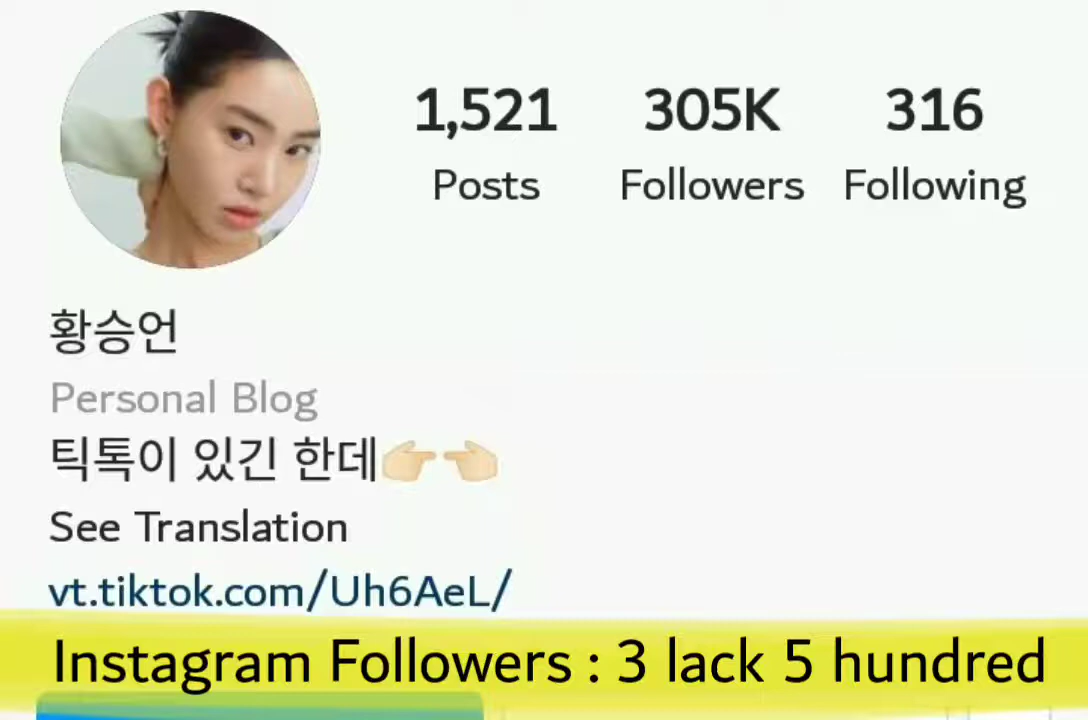 1,521 305K 316
Posts Followers Following
황승언
Personal Blog
틱톡이 있긴 한데👉🏻👈🏻
See Translation
vt.tiktok.com/Uh6AeL/
Instagram Followers : 3 lack 5 hundred